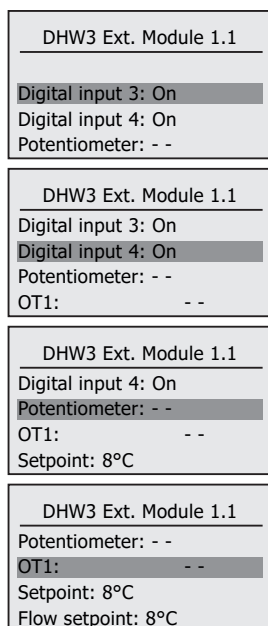 DHW3 Ext. Module 1.1
Digital input 3: On
Digital input 4: On
Potentiometer: - -
DHW3 Ext. Module 1.1
Digital input 3: On
Digital input 4: On
Potentiometer: - -
OT1: - -
DHW3 Ext. Module 1.1
Digital input 4: On
Potentiometer: - -
OT1: - -
Setpoint: 8°C
DHW3 Ext. Module 1.1
Potentiometer: - -
OT1: - -
Setpoint: 8°C
Flow setpoint: 8°C